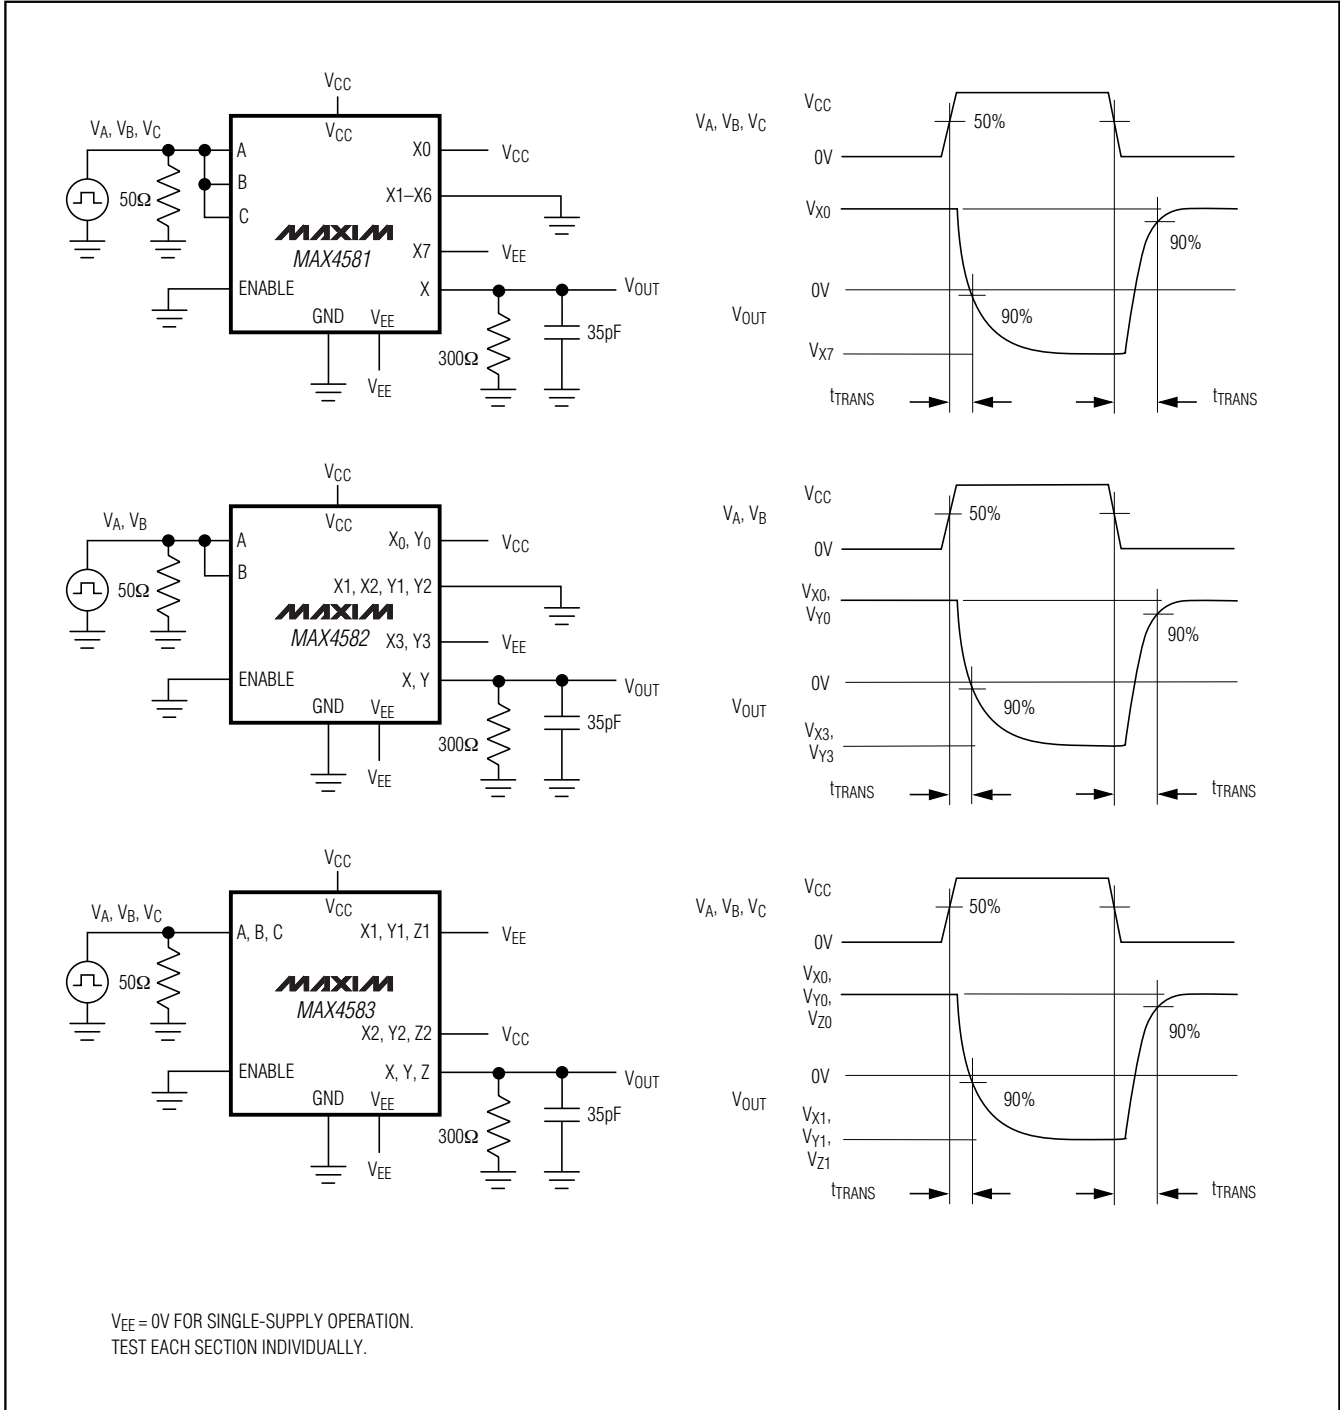 VCC
VA, VB, VC
50Ω
VCC
A
B
C
ENABLE
GND
VEE
X0
X1–X6
X7
X
MAXIM
MAX4581
VCC
VEE
VEE
300Ω
35pF
VOUT
VA, VB, VC
VCC
50%
0V
VX0
90%
0V
VOUT
90%
VX7
tTRANS
tTRANS
VCC
VA, VB
50Ω
VCC
A
B
ENABLE
GND
VEE
X0, Y0
X1, X2, Y1, Y2
X3, Y3
X, Y
MAXIM
MAX4582
VCC
VEE
VEE
300Ω
35pF
VOUT
VA, VB
VCC
50%
0V
VX0,
VY0
90%
0V
VOUT
90%
VX3,
VY3
tTRANS
tTRANS
VCC
VA, VB, VC
50Ω
VCC
A, B, C
ENABLE
GND
VEE
X1, Y1, Z1
X2, Y2, Z2
X, Y, Z
MAXIM
MAX4583
VEE
VCC
VEE
300Ω
35pF
VOUT
VA, VB, VC
VCC
50%
0V
VX0,
VY0,
VZ0
90%
0V
VOUT
90%
VX1,
VY1,
VZ1
tTRANS
tTRANS
VEE = 0V FOR SINGLE-SUPPLY OPERATION.
TEST EACH SECTION INDIVIDUALLY.